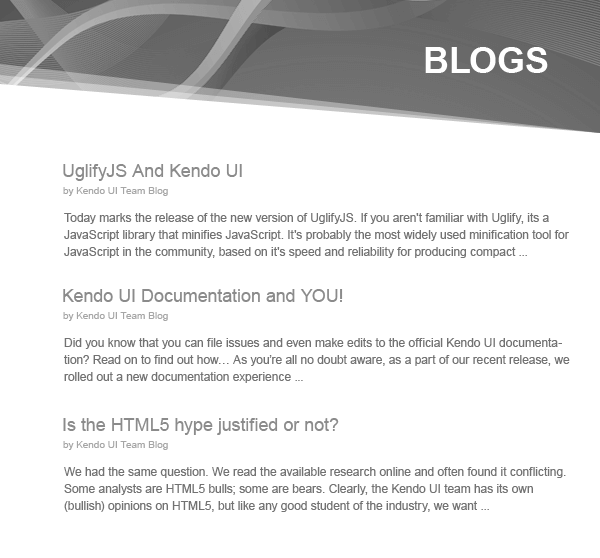 BLOGS
UglifyJS And Kendo UI
by Kendo UI Team Blog
Today marks the release of the new version of UglifyJS. If you aren't familiar with Uglify, its a
JavaScript library that minifies JavaScript. It's probably the most widely used minification tool for
JavaScript in the community, based on it's speed and reliability for producing compact ...
Kendo UI Documentation and YOU!
by Kendo UI Team Blog
Did you know that you can file issues and even make edits to the official Kendo UI documenta-
tion? Read on to find out how… As you're all no doubt aware, as a part of our recent release, we
rolled out a new documentation experience ...
Is the HTML5 hype justified or not?
by Kendo UI Team Blog
We had the same question. We read the available research online and often found it conflicting.
Some analysts are HTML5 bulls; some are bears. Clearly, the Kendo UI team has its own
(bullish) opinions on HTML5, but like any good student of the industry, we want ...